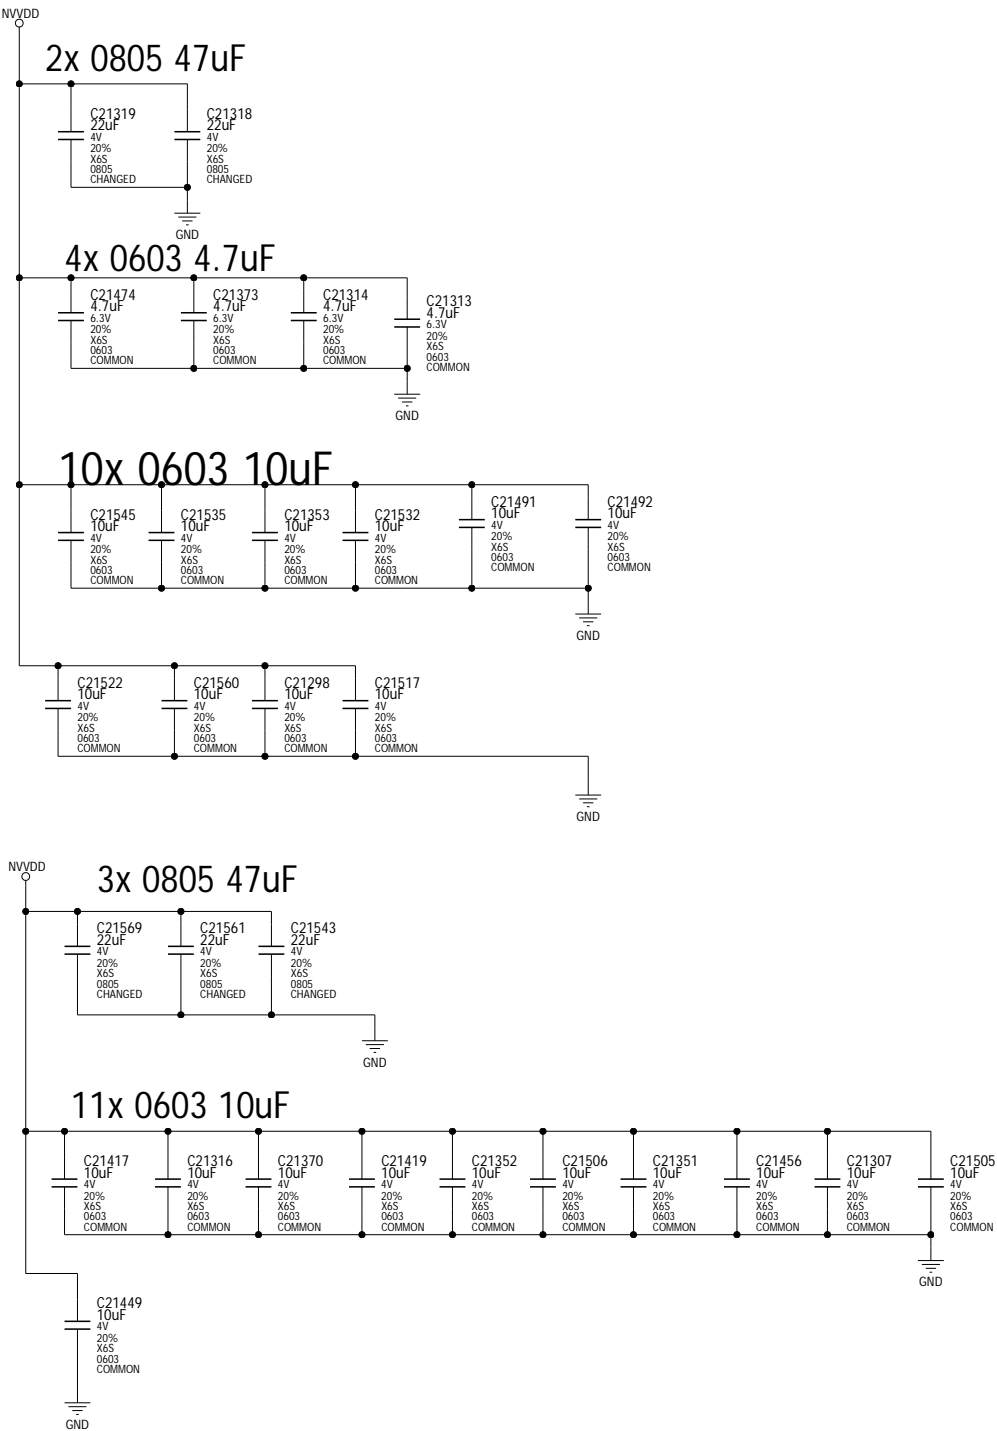 NVVDD
2x 0805 47uF
C21319
22uF
4V
20%
X6S
0805
CHANGED
C21318
22uF
4V
20%
X6S
0805
CHANGED
GND
4x 0603 4.7uF
C21474
4.7uF
6.3V
20%
X6S
0603
COMMON
C21373
4.7uF
6.3V
20%
X6S
0603
COMMON
C21314
4.7uF
6.3V
20%
X6S
0603
COMMON
C21313
4.7uF
6.3V
20%
X6S
0603
COMMON
GND
10x 0603 10uF
C21545
10uF
4V
20%
X6S
0603
COMMON
C21535
10uF
4V
20%
X6S
0603
COMMON
C21353
10uF
4V
20%
X6S
0603
COMMON
C21532
10uF
4V
20%
X6S
0603
COMMON
C21491
10uF
4V
20%
X6S
0603
COMMON
C21492
10uF
4V
20%
X6S
0603
COMMON
GND
C21522
10uF
4V
20%
X6S
0603
COMMON
C21560
10uF
4V
20%
X6S
0603
COMMON
C21298
10uF
4V
20%
X6S
0603
COMMON
C21517
10uF
4V
20%
X6S
0603
COMMON
GND
NVVDD
3x 0805 47uF
C21569
22uF
4V
20%
X6S
0805
CHANGED
C21561
22uF
4V
20%
X6S
0805
CHANGED
C21543
22uF
4V
20%
X6S
0805
CHANGED
GND
11x 0603 10uF
C21417
10uF
4V
20%
X6S
0603
COMMON
C21316
10uF
4V
20%
X6S
0603
COMMON
C21370
10uF
4V
20%
X6S
0603
COMMON
C21419
10uF
4V
20%
X6S
0603
COMMON
C21352
10uF
4V
20%
X6S
0603
COMMON
C21506
10uF
4V
20%
X6S
0603
COMMON
C21351
10uF
4V
20%
X6S
0603
COMMON
C21456
10uF
4V
20%
X6S
0603
COMMON
C21307
10uF
4V
20%
X6S
0603
COMMON
C21505
10uF
4V
20%
X6S
0603
COMMON
GND
C21449
10uF
4V
20%
X6S
0603
COMMON
GND